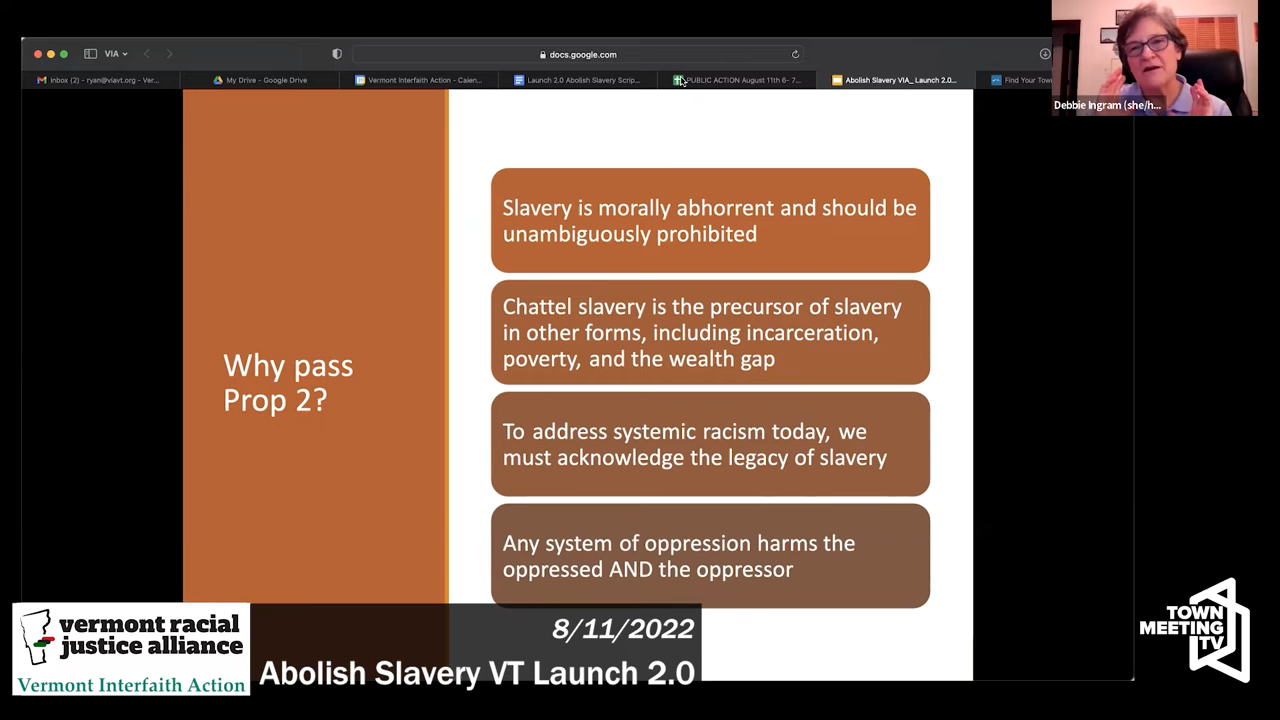 VIA
docs.google.com
Inbox (2) - ryan@viavt.org - Ver...
My Drive - Google Drive
Vermont Interfaith Action - Calen...
Launch 2.0 Abolish Slavery Scrip...
PUBLIC ACTION August 11th 6- 7...
Abolish Slavery VIA_ Launch 2.0...
Find Your Town
Debbie Ingram (she/h...
Why pass
Prop 2?
Slavery is morally abhorrent and should be
unambiguously prohibited
Chattel slavery is the precursor of slavery
in other forms, including incarceration,
poverty, and the wealth gap
To address systemic racism today, we
must acknowledge the legacy of slavery
Any system of oppression harms the
oppressed AND the oppressor
vermont racial
justice alliance
Vermont Interfaith Action
8/11/2022
Abolish Slavery VT Launch 2.0
TOWN
MEETING
TV